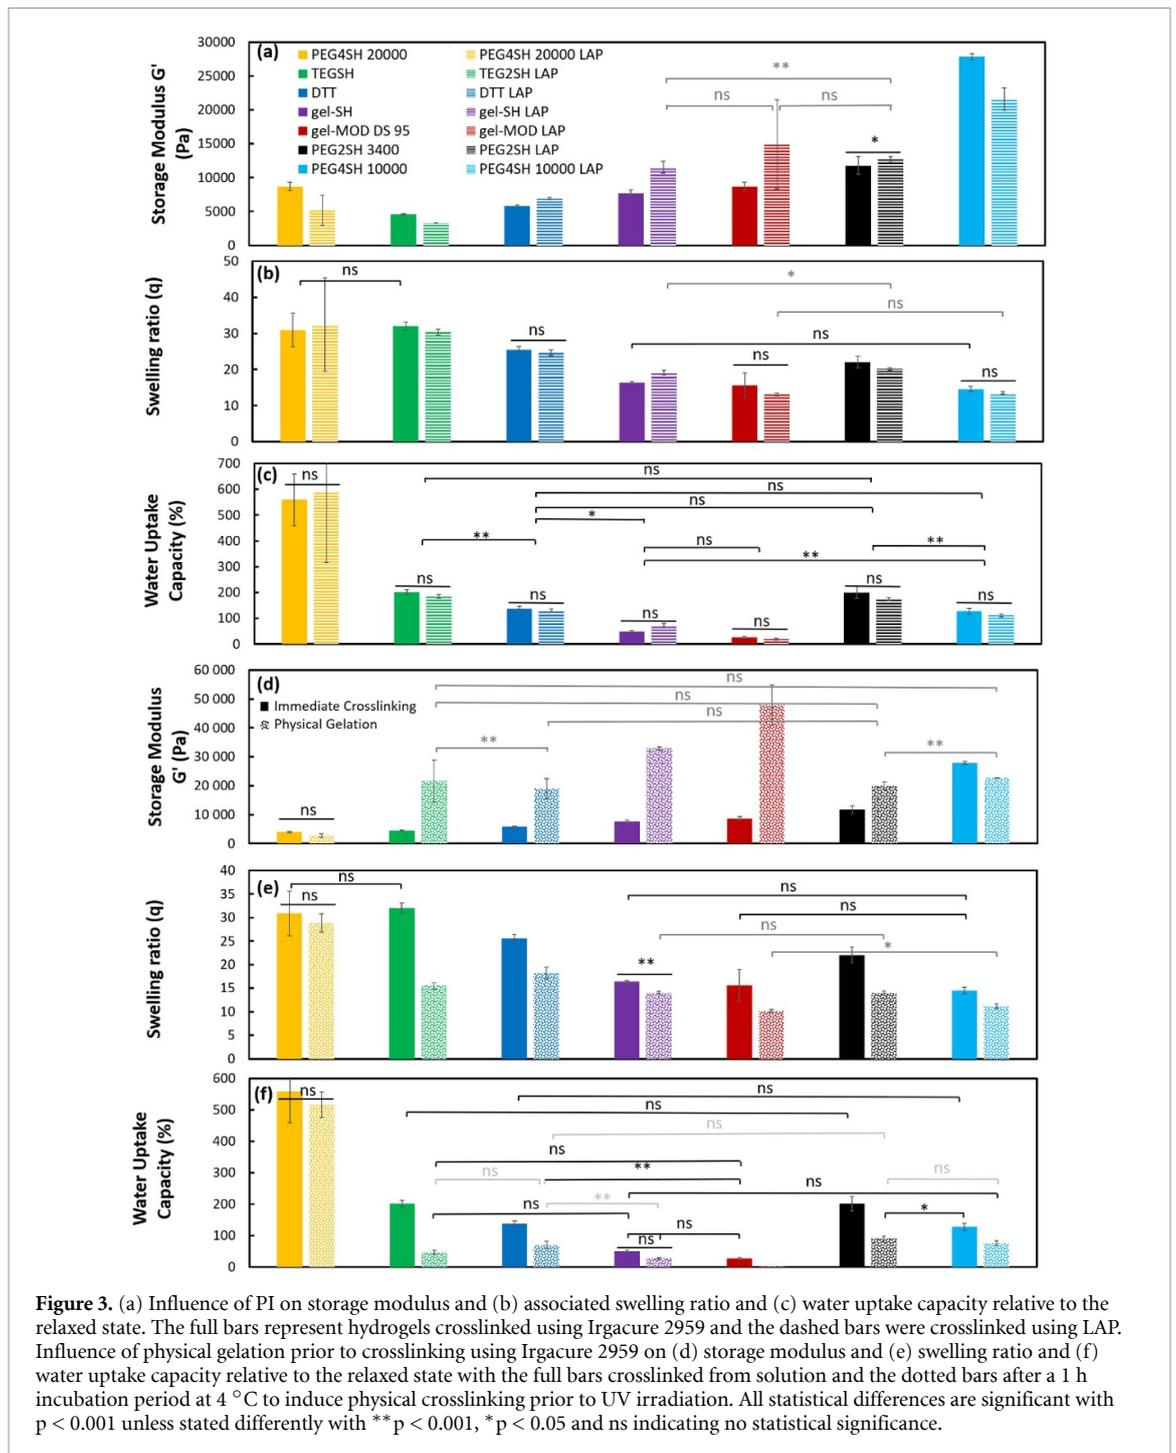 (a)
PEG4SH 20000 PEG4SH 20000 LAP
TEGSH TEG2SH LAP
DTT DTT LAP
gel-SH gel-SH LAP
gel-MOD DS 95 gel-MOD LAP
PEG2SH 3400 PEG2SH LAP
PEG4SH 10000 PEG4SH 10000 LAP
Storage Modulus G'
(Pa)
30000
25000
20000
15000
10000
5000
0
**
ns ns
*
(b)
Swelling ratio (q)
50
40
30
20
10
0
ns
*
ns
ns
ns
ns
ns
(c)
Water Uptake
Capacity (%)
700
600
500
400
300
200
100
0
ns
ns
ns
ns
*
**
ns
**
**
ns
ns
ns
ns
ns
ns
(d)
Immediate Crosslinking
Physical Gelation
Storage Modulus
G' (Pa)
60 000
50 000
40 000
30 000
20 000
10 000
0
ns
ns
ns
**
**
ns
(e)
Swelling ratio (q)
40
35
30
25
20
15
10
5
0
ns
ns
ns
ns
ns
*
**
(f)
Water Uptake
Capacity (%)
600
500
400
300
200
100
0
ns
ns
ns
ns
ns
ns
**
ns
ns
**
ns
*
ns
ns
Figure 3. (a) Influence of PI on storage modulus and (b) associated swelling ratio and (c) water uptake capacity relative to the
relaxed state. The full bars represent hydrogels crosslinked using Irgacure 2959 and the dashed bars were crosslinked using LAP.
Influence of physical gelation prior to crosslinking using Irgacure 2959 on (d) storage modulus and (e) swelling ratio and (f)
water uptake capacity relative to the relaxed state with the full bars crosslinked from solution and the dotted bars after a 1 h
incubation period at 4 °C to induce physical crosslinking prior to UV irradiation. All statistical differences are significant with
p < 0.001 unless stated differently with **p < 0.001, *p < 0.05 and ns indicating no statistical significance.